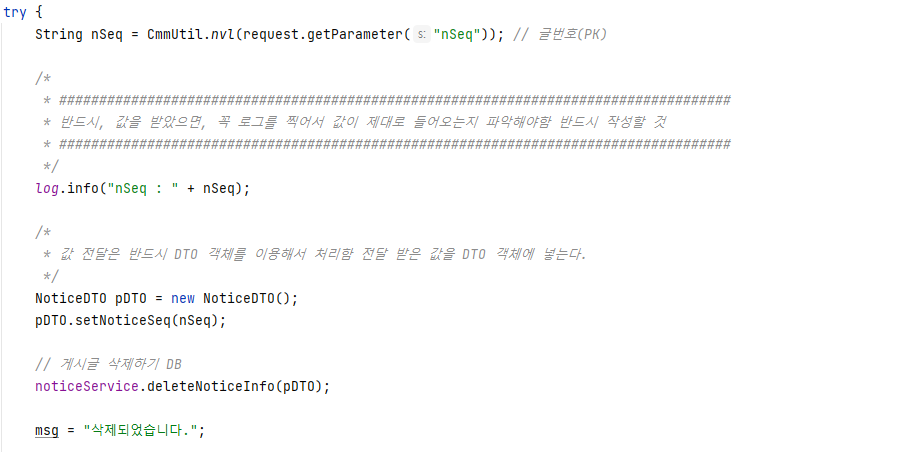 try {
String nSeq = CmmUtil.nvl(request.getParameter( s: "nSeq")); // 글번호(PK)
/*
* ####################################################################################
* 반드시, 값을 받았으면, 꼭 로그를 찍어서 값이 제대로 들어오는지 파악해야함 반드시 작성할 것
* ####################################################################################
*/
log.info("nSeq : " + nSeq);
/*
* 값 전달은 반드시 DTO 객체를 이용해서 처리함 전달 받은 값을 DTO 객체에 넣는다.
*/
NoticeDTO pDTO = new NoticeDTO();
pDTO.setNoticeSeq(nSeq);
// 게시글 삭제하기 DB
noticeService.deleteNoticeInfo(pDTO);
msg = "삭제되었습니다.";